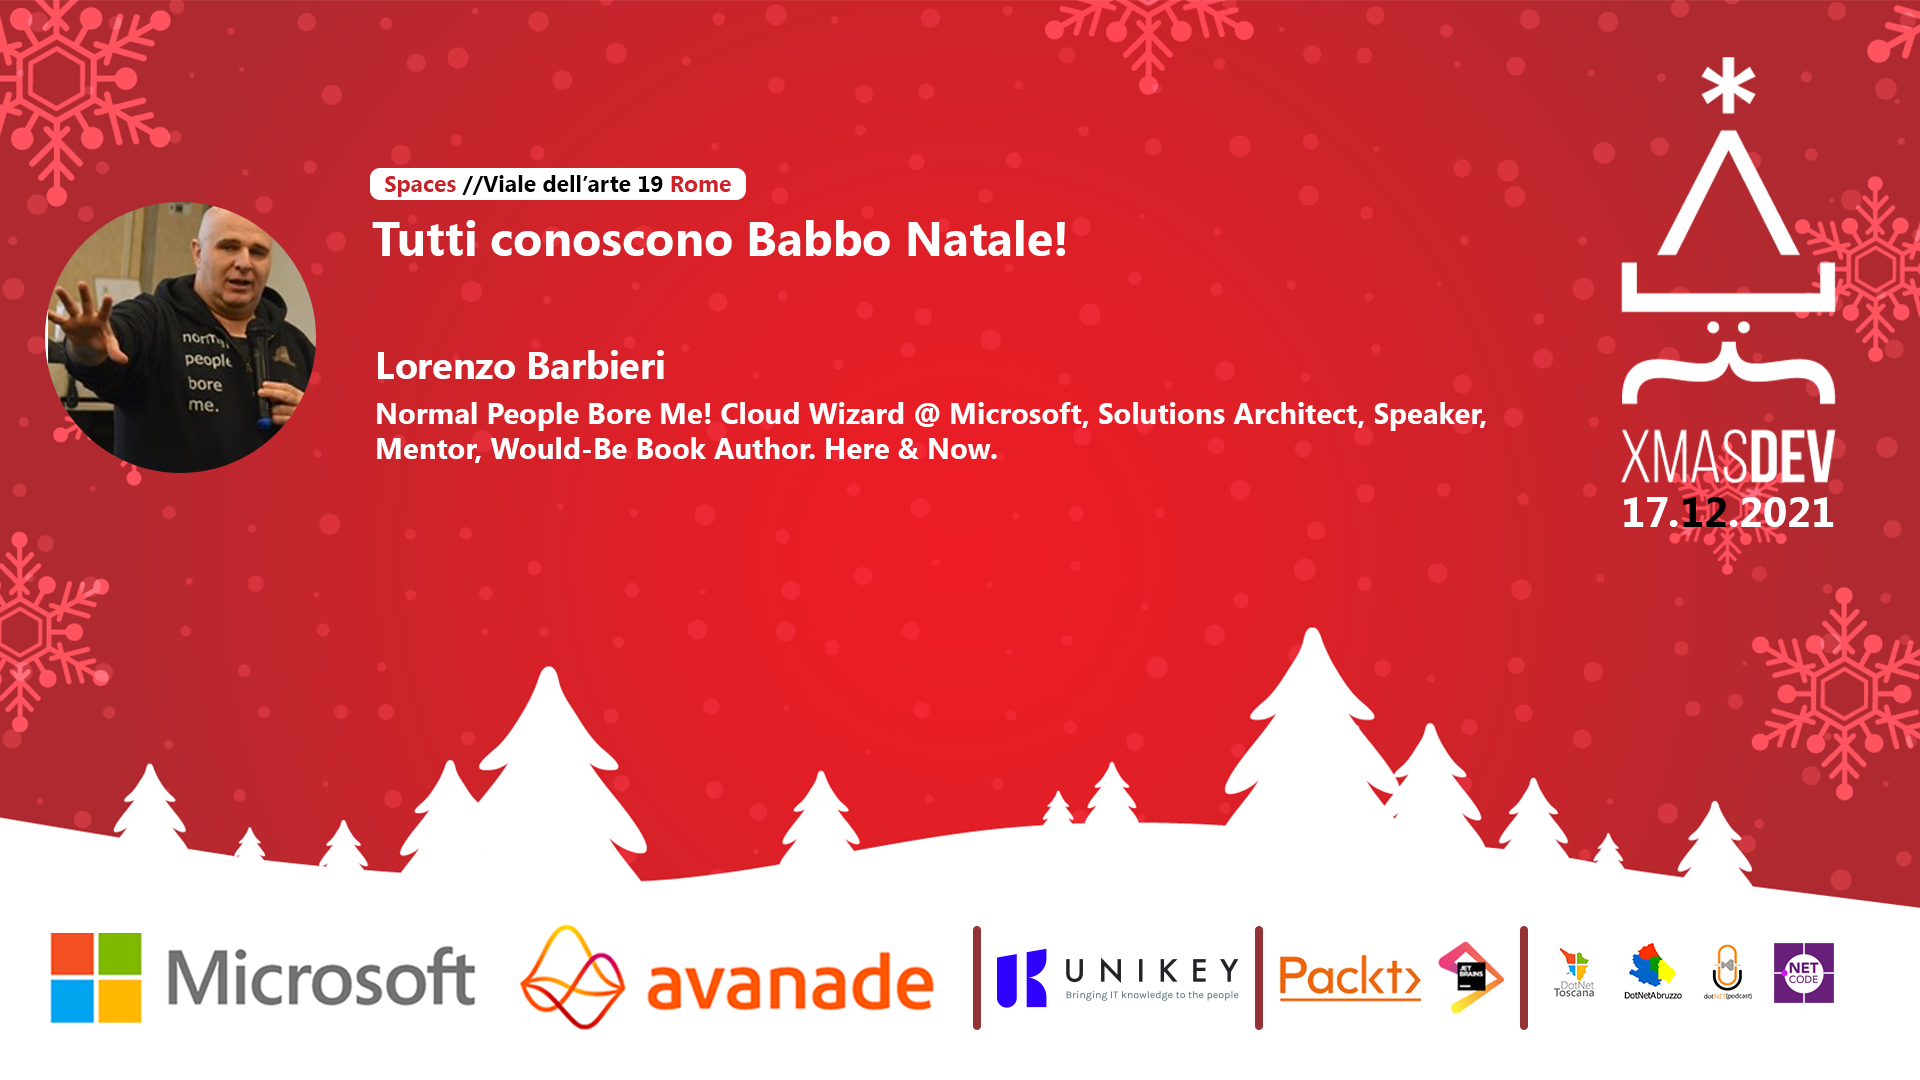 Spaces //Viale dell’arte 19 Rome
Tutti conoscono Babbo Natale!
normal
people
bore
me.
Lorenzo Barbieri
Normal People Bore Me! Cloud Wizard @ Microsoft, Solutions Architect, Speaker,
Mentor, Would-Be Book Author. Here & Now.
XMASDEV
17.12.2021
Microsoft
avanade
UNIKEY
Bringing IT knowledge to the people
Packt>
JET
BRAINS
DotNet
Toscana
DotNetAbruzzo
dotNET{podcast}
.NET
CODE